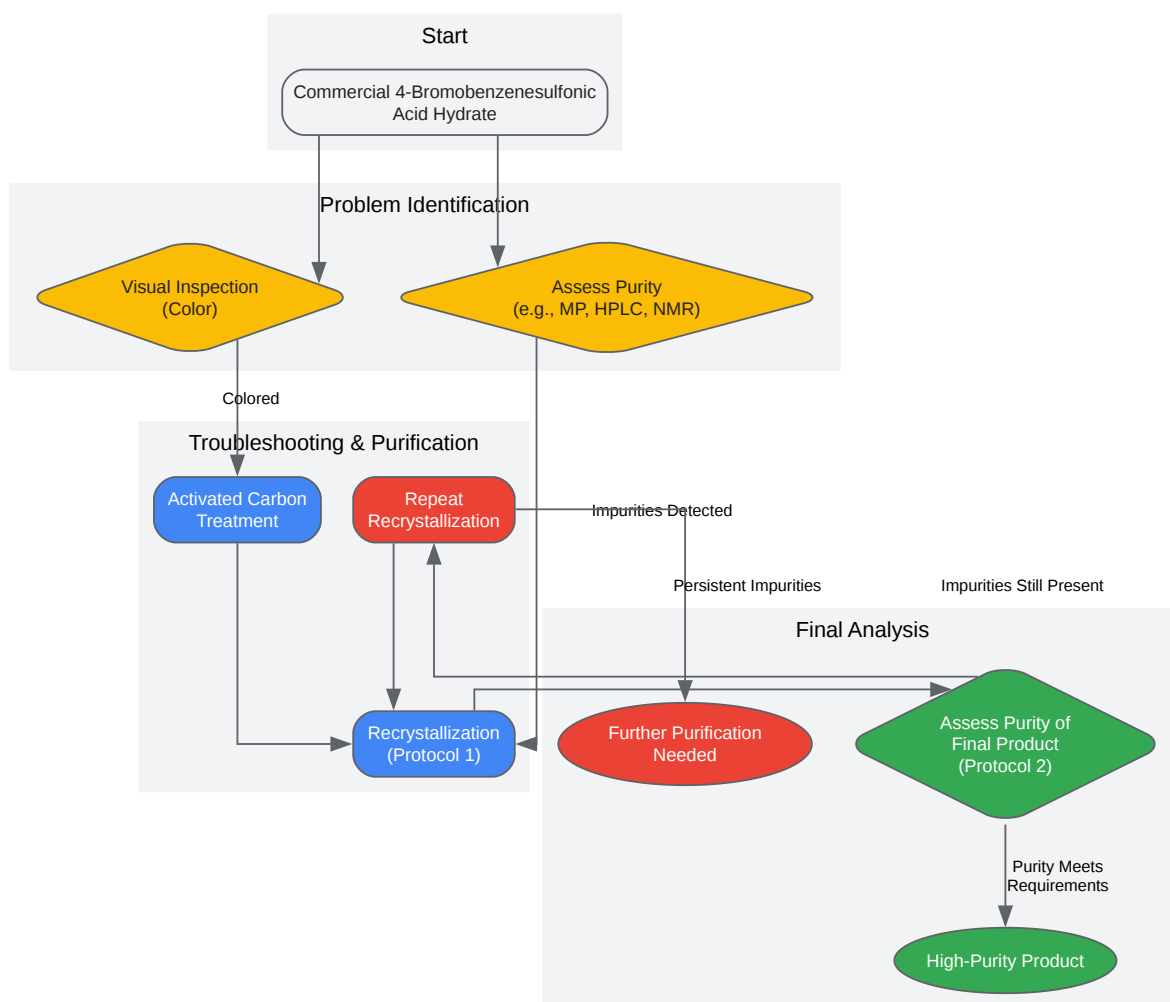 Start
Commercial 4-Bromobenzenesulfonic
Acid Hydrate
Problem Identification
Visual Inspection
(Color)
Assess Purity
(e.g., MP, HPLC, NMR)
Colored
Troubleshooting & Purification
Activated Carbon
Treatment
Repeat
Recrystallization
Impurities Detected
Persistent Impurities
Impurities Still Present
Final Analysis
Recrystallization
(Protocol 1)
Further Purification
Needed
Assess Purity of
Final Product
(Protocol 2)
Purity Meets
Requirements
High-Purity Product